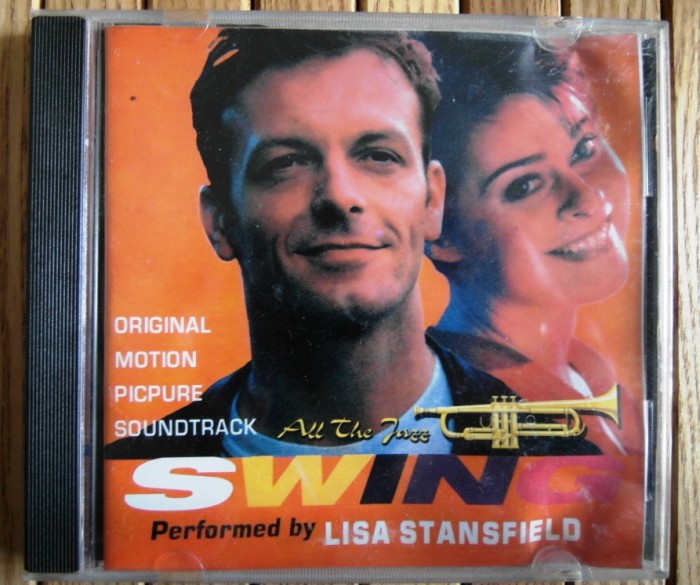 ORIGINAL
MOTION
PICPURE
SOUNDTRACK
All The Jazz
SWING
Performed by LISA STANSFIELD